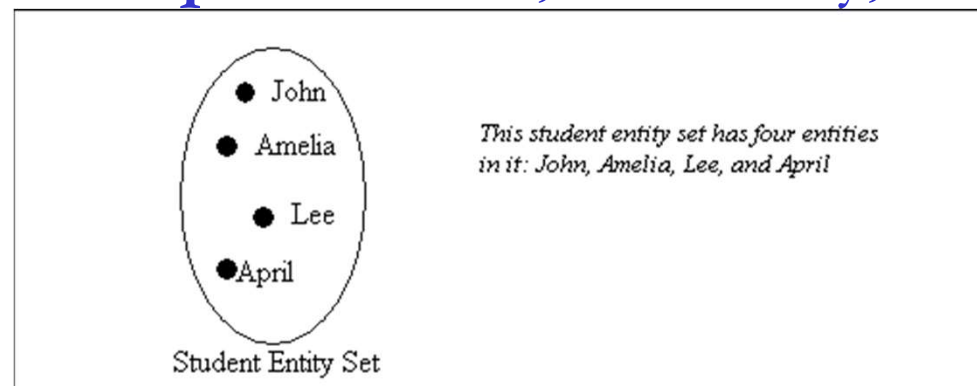 John
Amelia
Lee
April
Student Entity Set
This student entity set has four entities
in it: John, Amelia, Lee, and April